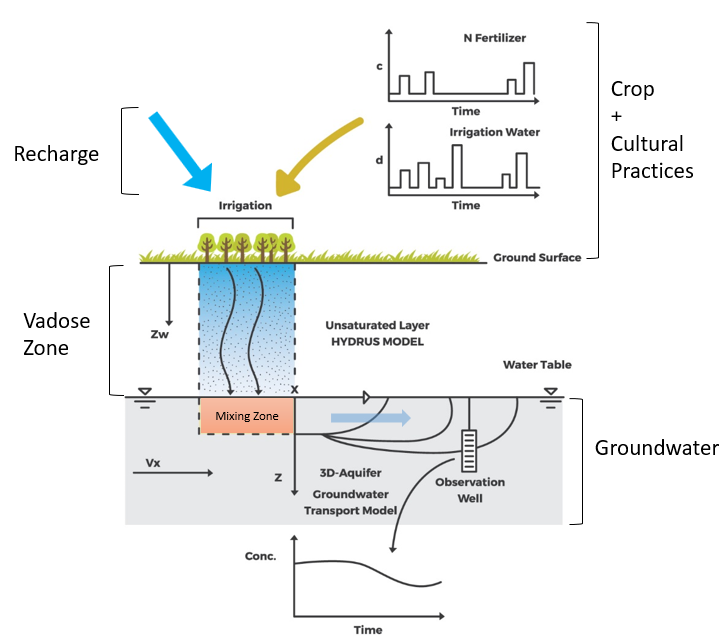 N Fertilizer
c
Time
Irrigation Water
d
Time
Crop
+
Cultural
Practices
Recharge
Irrigation
Ground Surface
Vadose
Zone
Zw
Unsaturated Layer
HYDRUS MODEL
Water Table
X
Mixing Zone
Groundwater
Vx
Z
3D-Aquifer
Groundwater
Transport Model
Observation
Well
Conc.
Time